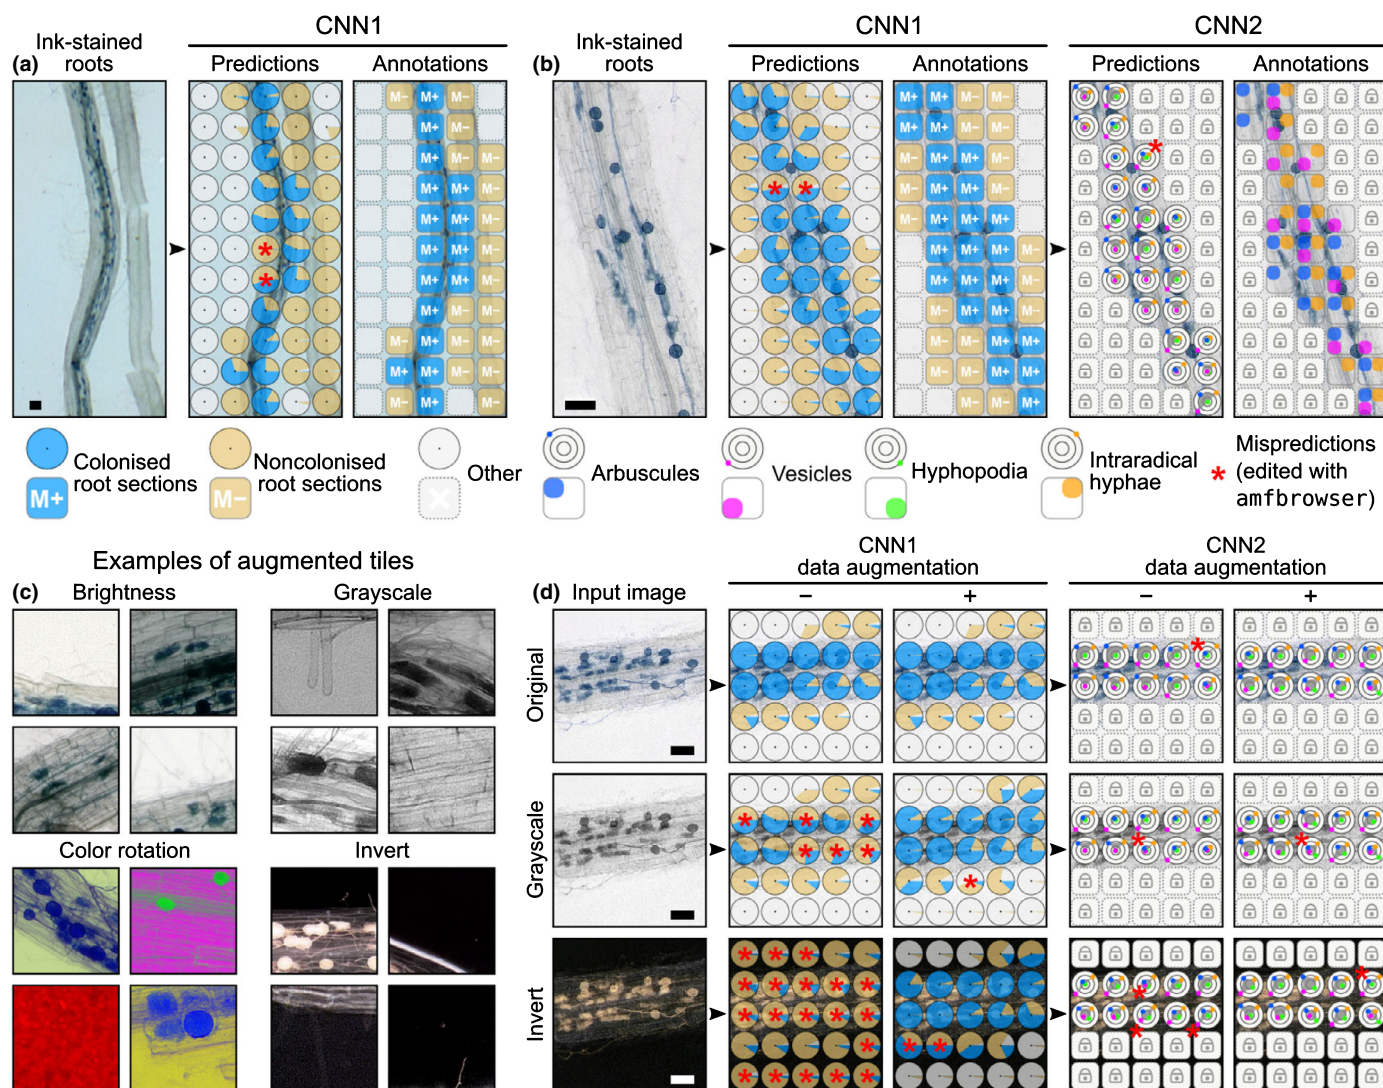 CNN1
CNN1
CNN2
Ink-stained
roots
Predictions
Annotations
Ink-stained
roots
Predictions
Annotations
Predictions
Annotations
(a)
(b)
M− M+ M−
M+ M−
M+ M−
M+ M+ M−
M+ M+ M−
M+ M+ M−
M+ M+ M−
M+ M−
M− M+ M− M−
M+ M+ M− M−
M+ M−
M+ M+ M− M−
M+ M+ M− M−
M− M+ M+ M−
M− M+ M+ M−
M− M+ M+ M+
M+ M+ M+ M−
M+ M+ M+ M−
M− M+ M+ M−
M− M− M+ M+
M− M− M+ M+
M− M− M+
Colonised
root sections
M+
Noncolonised
root sections
M−
Other
Arbuscules
Vesicles
Hyphopodia
Intraradical
hyphae
Mispredictions
(edited with
amfbrowser)
Examples of augmented tiles
(c)
Brightness
Grayscale
Color rotation
Invert
CNN1
data augmentation
CNN2
data augmentation
(d)
Input image
−
+
−
+
Original
Grayscale
Invert